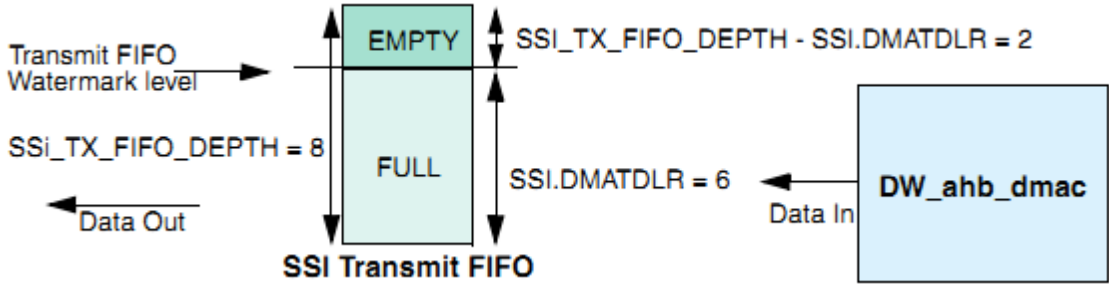 EMPTY
SSI_TX_FIFO_DEPTH - SSI.DMATDLR = 2
Transmit FIFO
Watermark level
SSi_TX_FIFO_DEPTH = 8
FULL
SSI.DMATDLR = 6
DW_ahb_dmac
Data In
Data Out
SSI Transmit FIFO